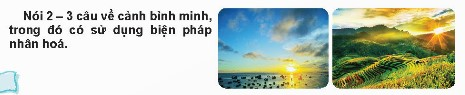 Nói 2 – 3 câu về cảnh bình minh,
trong đó có sử dụng biện pháp
nhân hoá.